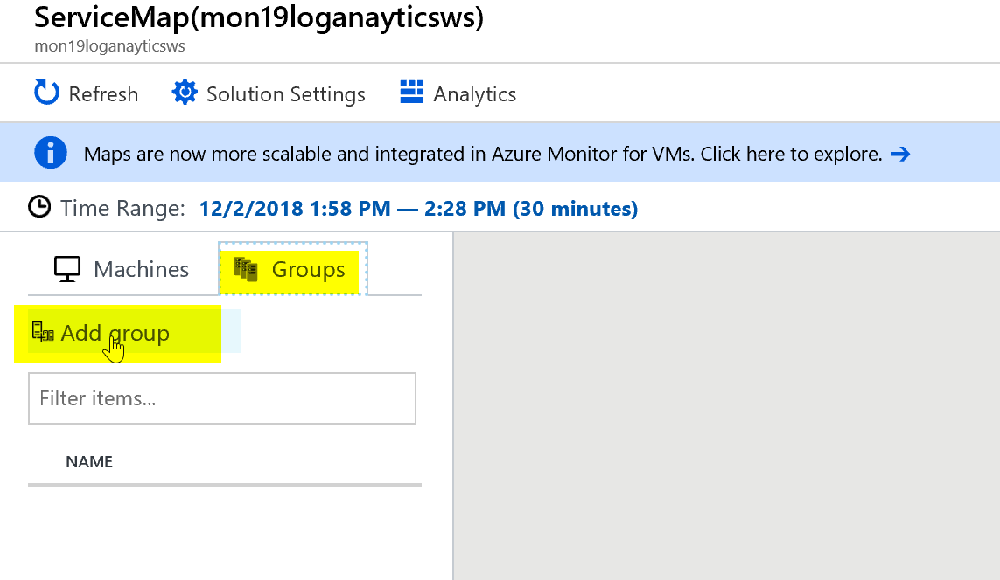 ServiceMap(mon19loganayticsws)
mon19loganayticsws
Refresh Solution Settings Analytics
Maps are now more scalable and integrated in Azure Monitor for VMs. Click here to explore. →
Time Range: 12/2/2018 1:58 PM — 2:28 PM (30 minutes)
Machines Groups
Add group
Filter items...
NAME